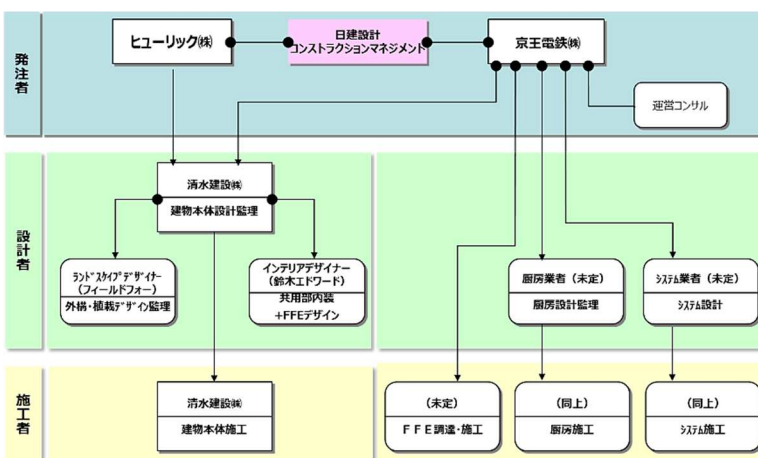 発注者
ヒューリック㈱
日建設計
コンストラクションマネジメント
京王電鉄㈱
運営コンサル
設計者
清水建設㈱
建物本体設計監理
ランドスケイプデザイナー
(フィールドフォー)
外構・植栽デザイン監理
インテリアデザイナー
(鈴木エドワード)
共用部内装
+FFEデザイン
厨房業者(未定)
厨房設計監理
システム業者(未定)
システム設計
施工者
清水建設㈱
建物本体施工
(未定)
FFE調達・施工
(同上)
厨房施工
(同上)
システム施工